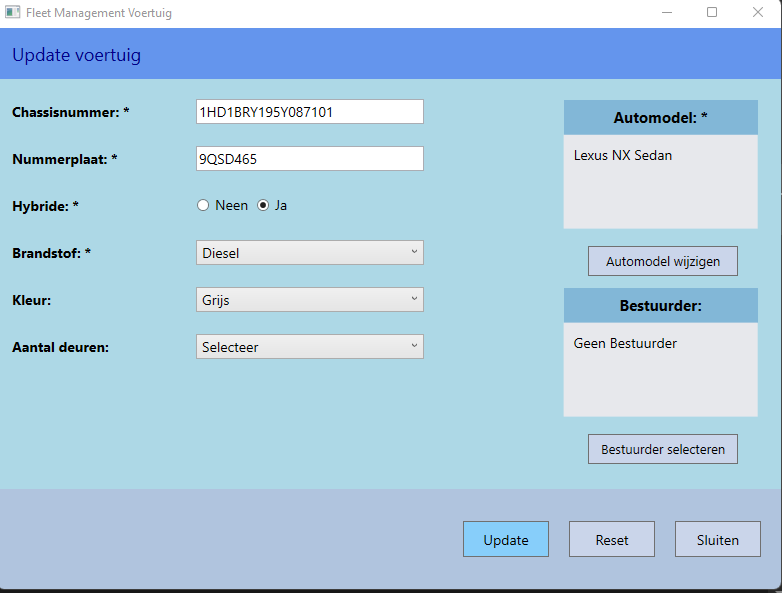 Fleet Management Voertuig
Update voertuig
Chassisnummer: *
1HD1BRY195Y087101
Nummerplaat: *
9QSD465
Hybride: *
Neen
Ja
Brandstof: *
Diesel
Kleur:
Grijs
Aantal deuren:
Selecteer
Automodel: *
Lexus NX Sedan
Automodel wijzigen
Bestuurder:
Geen Bestuurder
Bestuurder selecteren
Update
Reset
Sluiten